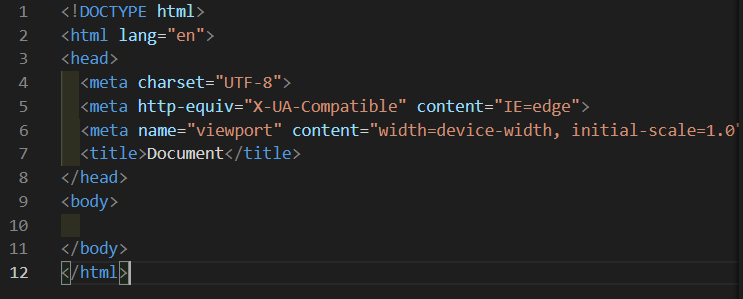 1 <!DOCTYPE html>
2 <html lang="en">
3 <head>
4 <meta charset="UTF-8">
5 <meta http-equiv="X-UA-Compatible" content="IE=edge">
6 <meta name="viewport" content="width=device-width, initial-scale=1.0"
7 <title>Document</title>
8 </head>
9 <body>
10
11 </body>
12 </html>